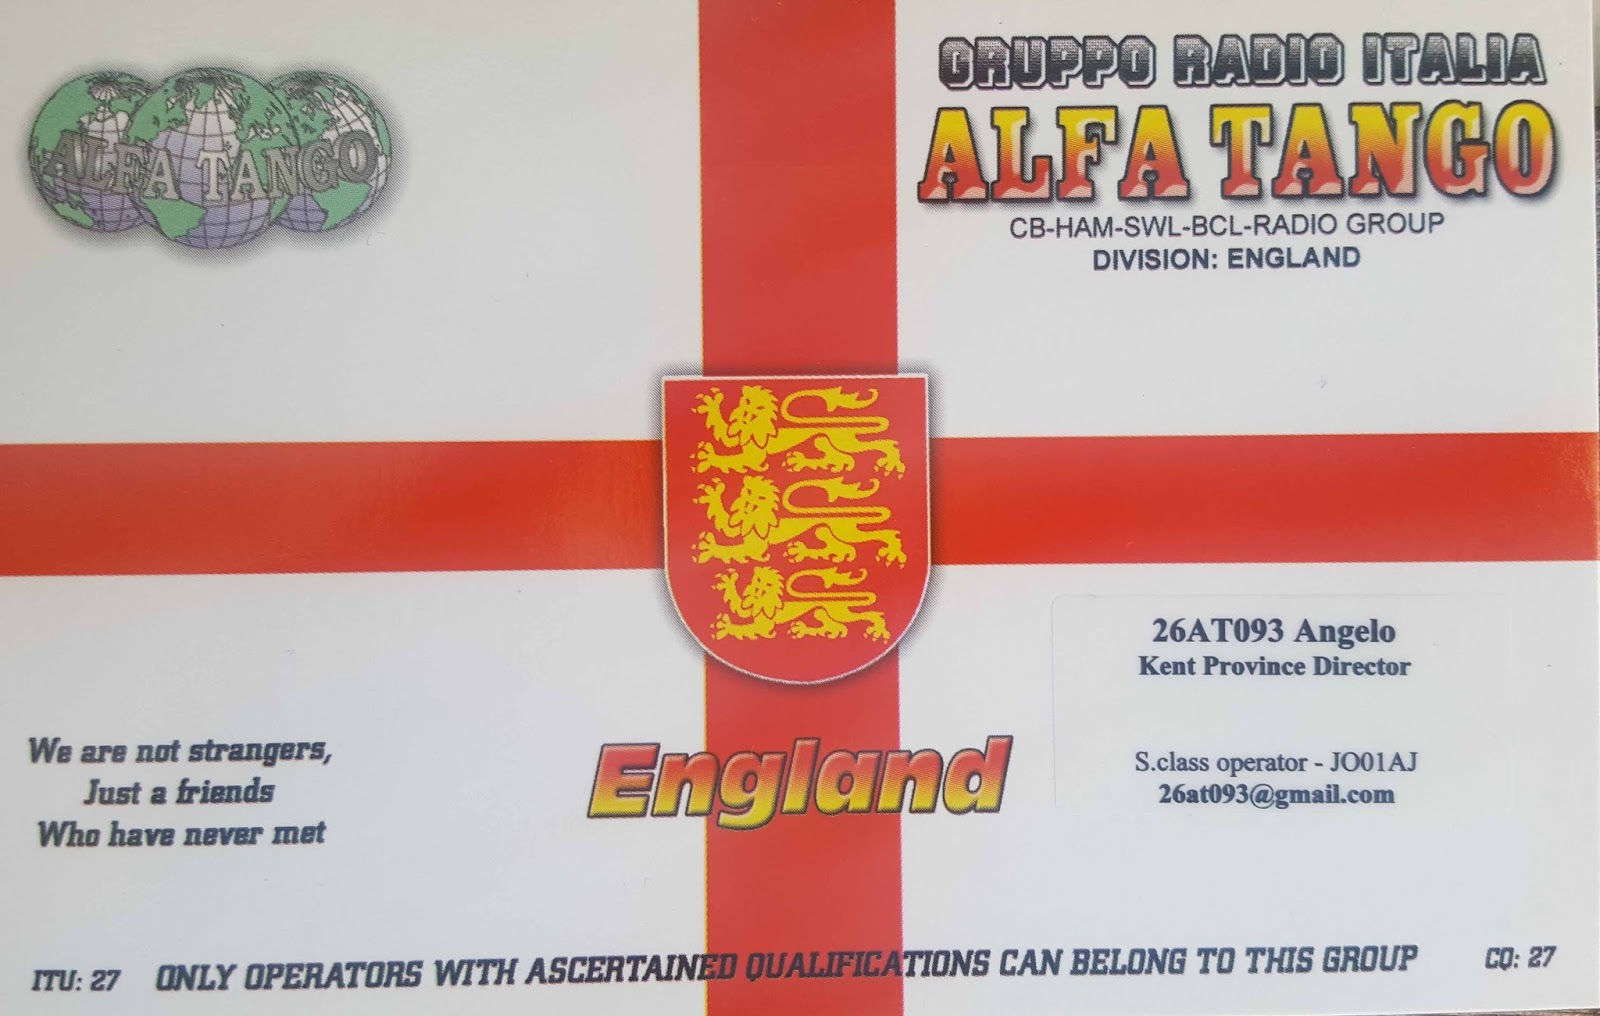 ALFA TANGO
GRUPPO RADIO ITALIA
ALFA TANGO
CB-HAM-SWL-BCL-RADIO GROUP
DIVISION: ENGLAND
26AT093 Angelo
Kent Province Director
S.class operator - JO01AJ
26at093@gmail.com
We are not strangers,
Just a friends
Who have never met
England
ITU: 27 ONLY OPERATORS WITH ASCERTAINED QUALIFICATIONS CAN BELONG TO THIS GROUP CQ: 27